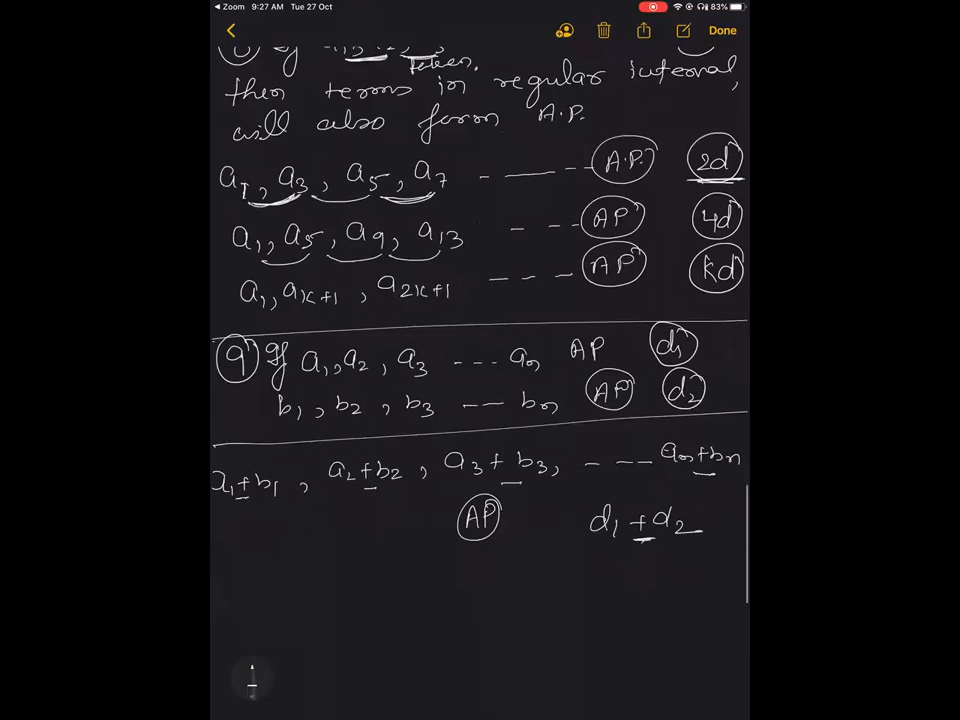 Zoom 9:27 AM Tue 27 Oct 83%
Done
If
taken.
then terms in regular interval,
will also form A.P.
a1, a3, a5, a7 - — - - A.P. 2d
a1, a5, a9, a13 - - - AP 4d
a1, ak+1, a2k+1 - - - AP kd
9 If a1, a2, a3 --- an AP d1
b1, b2, b3 --- bn AP d2
a1+b1, a2+b2, a3+b3, - --- an+bn
AP d1+d2